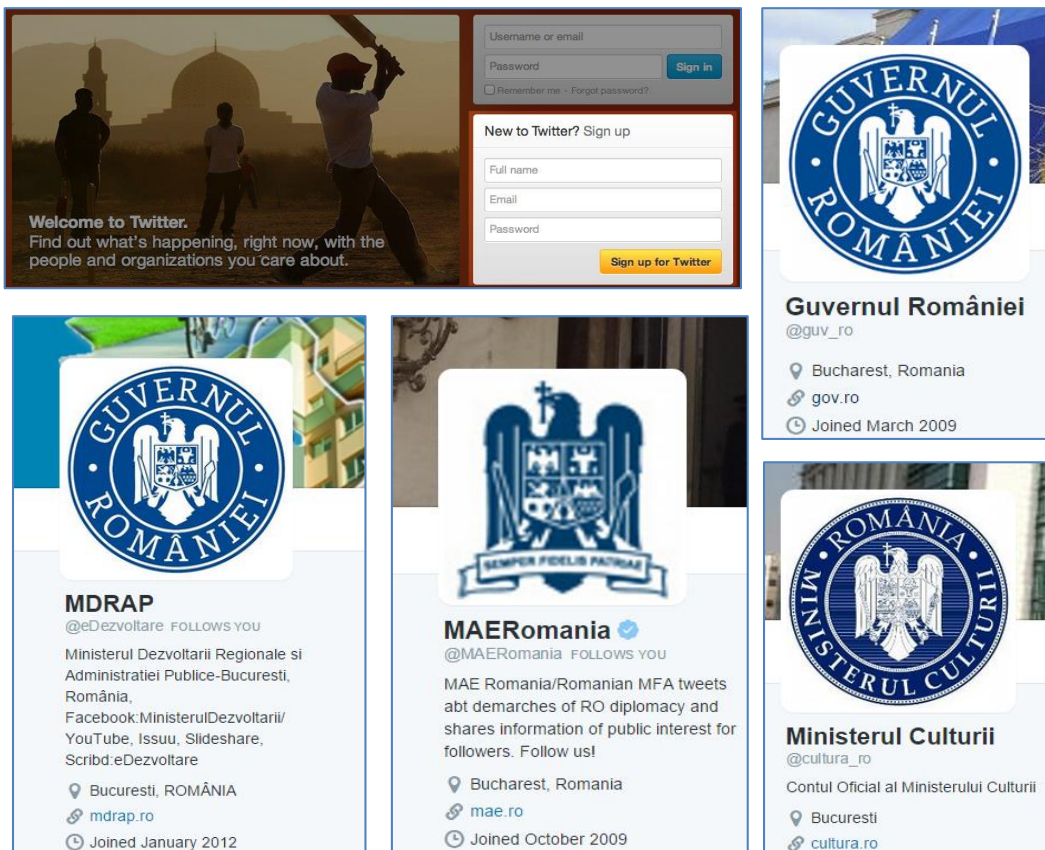 Username or email
Password
Sign in
Remember me · Forgot password?
New to Twitter? Sign up
Full name
Email
Password
Sign up for Twitter
Welcome to Twitter.
Find out what's happening, right now, with the
people and organizations you care about.
GUVERNUL ROMÂNIEI
Guvernul României
@guv_ro
Bucharest, Romania
gov.ro
Joined March 2009
GUVERNUL ROMÂNIEI
MDRAP
@eDezvoltare FOLLOWS YOU
Ministerul Dezvoltarii Regionale si
Administratiei Publice-Bucuresti,
România,
Facebook:MinisterulDezvoltarii/
YouTube, Issuu, Slideshare,
Scribd:eDezvoltare
Bucuresti, ROMÂNIA
mdrap.ro
Joined January 2012
SEMPER FIDELIS PATRIAE
MAERomania
@MAERomania FOLLOWS YOU
MAE Romania/Romanian MFA tweets
abt demarches of RO diplomacy and
shares information of public interest for
followers. Follow us!
Bucharest, Romania
mae.ro
Joined October 2009
ROMÂNIA
MINISTERUL CULTURII
Ministerul Culturii
@cultura_ro
Contul Oficial al Ministerului Culturii
Bucuresti
cultura.ro